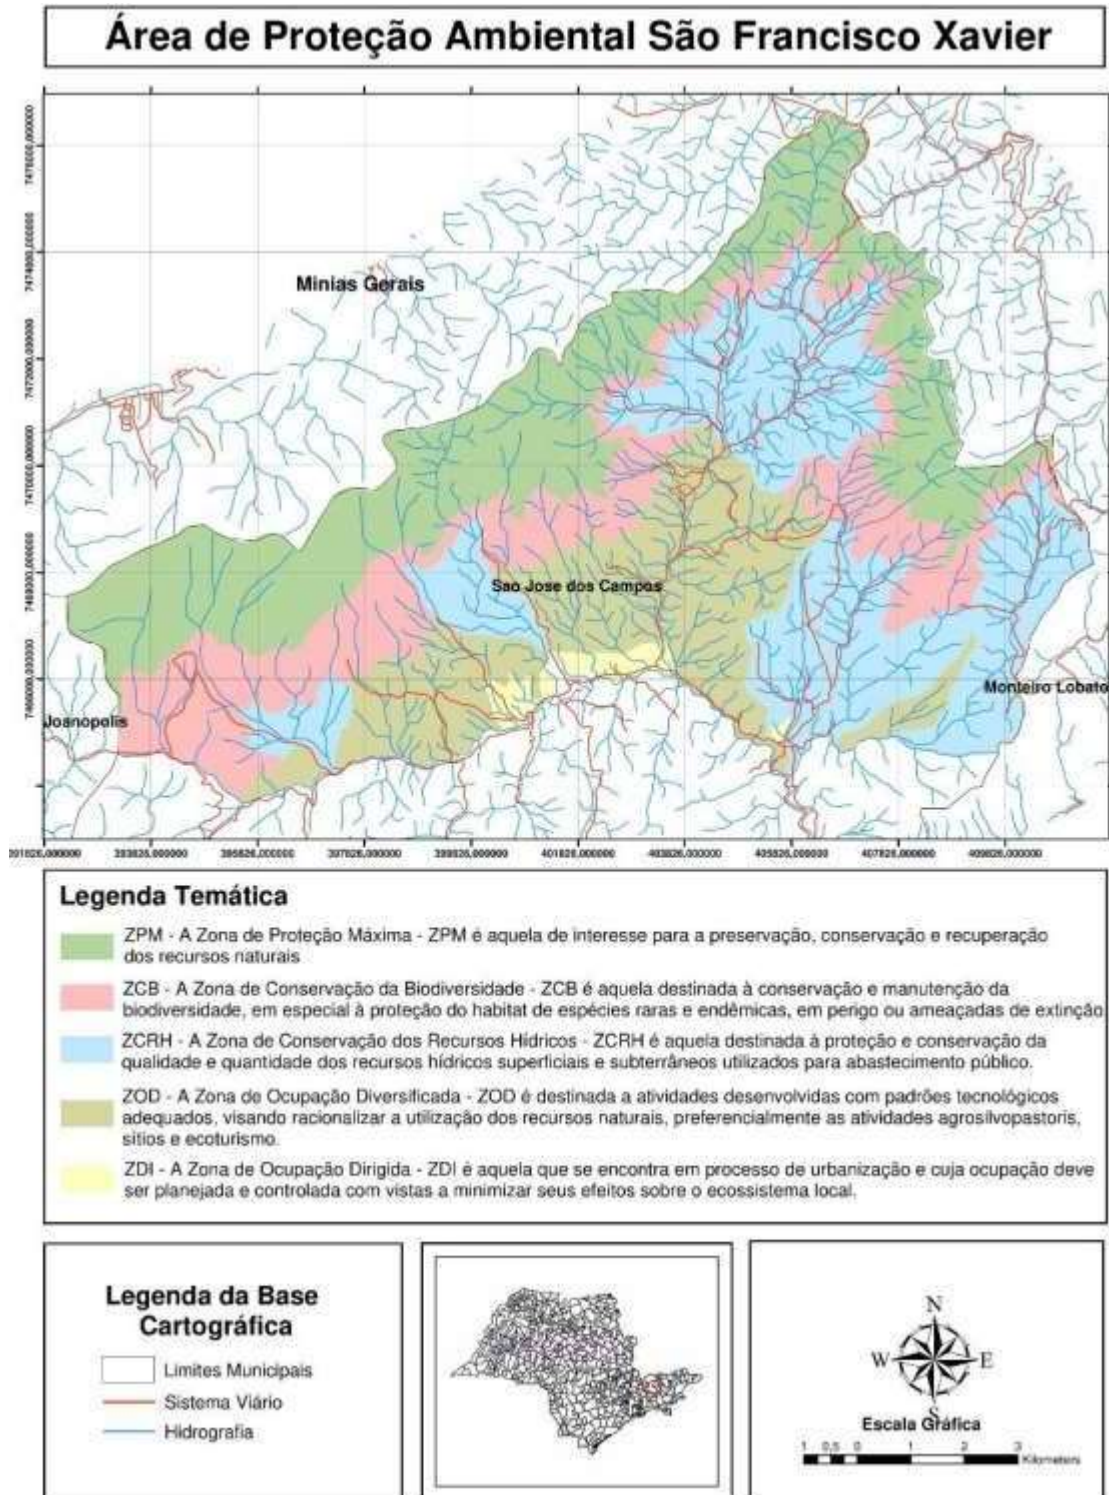 Área de Proteção Ambiental São Francisco Xavier
Minias Gerais
Sao Jose dos Campos
Monteiro Lobato
Joanopolis
Legenda Temática
ZPM - A Zona de Proteção Máxima - ZPM é aquela de interesse para a preservação, conservação e recuperação
dos recursos naturais
ZCB - A Zona de Conservação da Biodiversidade - ZCB é aquela destinada à conservação e manutenção da
biodiversidade, em especial à proteção do habitat de espécies raras e endêmicas, em perigo ou ameaçadas de extinção
ZCRH - A Zona de Conservação dos Recursos Hídricos - ZCRH é aquela destinada à proteção e conservação da
qualidade e quantidade dos recursos hídricos superficiais e subterrâneos utilizados para abastecimento público.
ZOD - A Zona de Ocupação Diversificada - ZOD é destinada a atividades desenvolvidas com padrões tecnológicos
adequados, visando racionalizar a utilização dos recursos naturais, preferencialmente as atividades agrosilvopastoris,
sítios e ecoturismo.
ZDI - A Zona de Ocupação Dirigida - ZDI é aquela que se encontra em processo de urbanização e cuja ocupação deve
ser planejada e controlada com vistas a minimizar seus efeitos sobre o ecossistema local.
Legenda da Base
Cartográfica
Limites Municipais
Sistema Viário
Hidrografia
N
W E
S
Escala Gráfica
1 0,5 0 1 2 3
Kilometers